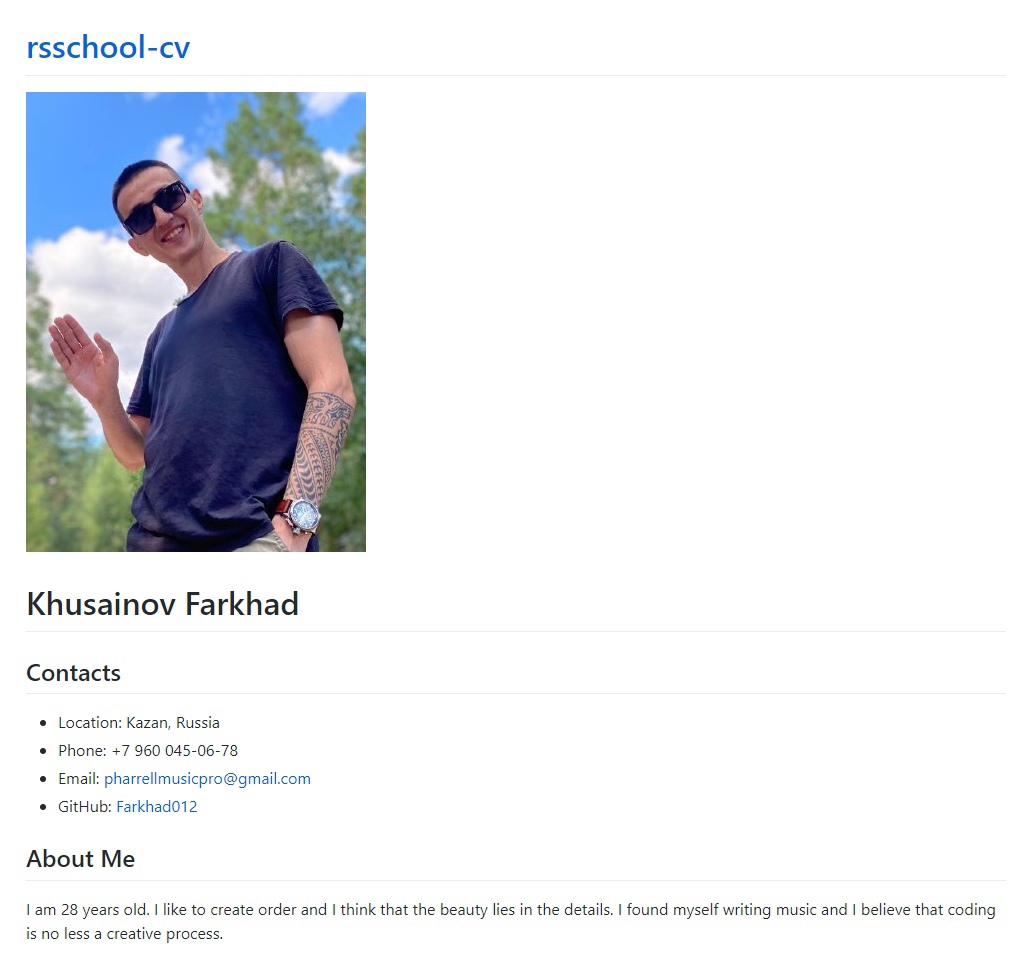 rsschool-cv
Khusainov Farkhad
Contacts
Location: Kazan, Russia
Phone: +7 960 045-06-78
Email: pharrellmusicpro@gmail.com
GitHub: Farkhad012
About Me
I am 28 years old. I like to create order and I think that the beauty lies in the details. I found myself writing music and I believe that coding
is no less a creative process.